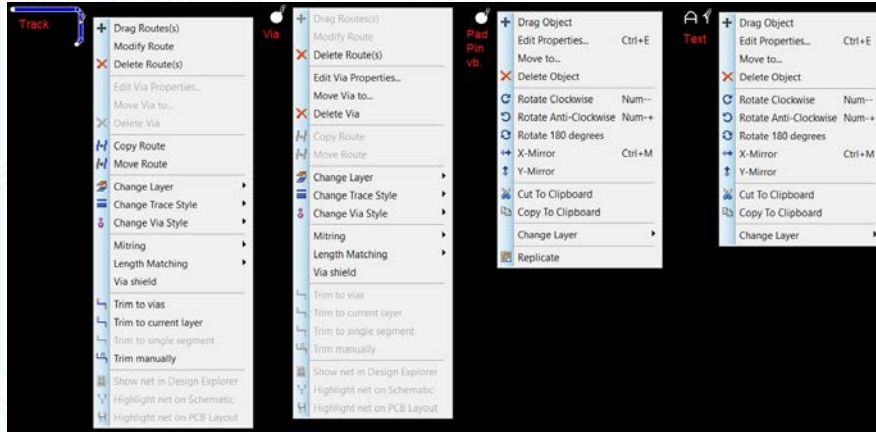 Track
Drag Routes(s)
Modify Route
Delete Route(s)
Edit Via Properties...
Move Via to...
Delete Via
Copy Route
Move Route
Change Layer
Change Trace Style
Change Via Style
Mitring
Length Matching
Via shield
Trim to vias
Trim to current layer
Trim to single segment
Trim manually
Show net in Design Explorer
Highlight net on Schematic
Highlight net on PCB Layout
Via
Drag Routes(s)
Modify Route
Delete Route(s)
Edit Via Properties...
Move Via to...
Delete Via
Copy Route
Move Route
Change Layer
Change Trace Style
Change Via Style
Mitring
Length Matching
Via shield
Trim to vias
Trim to current layer
Trim to single segment
Trim manually
Show net in Design Explorer
Highlight net on Schematic
Highlight net on PCB Layout
Pad
Pin
vb.
Drag Object
Edit Properties... Ctrl+E
Move to...
Delete Object
Rotate Clockwise Num--
Rotate Anti-Clockwise Num-+
Rotate 180 degrees
X-Mirror Ctrl+M
Y-Mirror
Cut To Clipboard
Copy To Clipboard
Change Layer
Replicate
A
Text
Drag Object
Edit Properties... Ctrl+E
Move to...
Delete Object
Rotate Clockwise Num--
Rotate Anti-Clockwise Num-+
Rotate 180 degrees
X-Mirror Ctrl+M
Y-Mirror
Cut To Clipboard
Copy To Clipboard
Change Layer